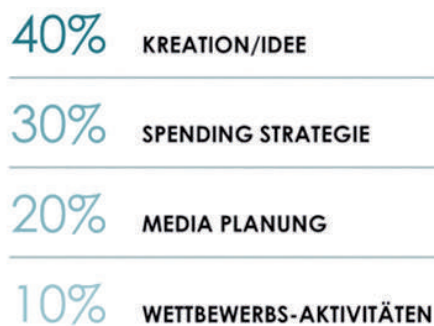 40% KREATION/IDEE
30% SPENDING STRATEGIE
20% MEDIA PLANUNG
10% WETTBEWERBS-AKTIVITÄTEN